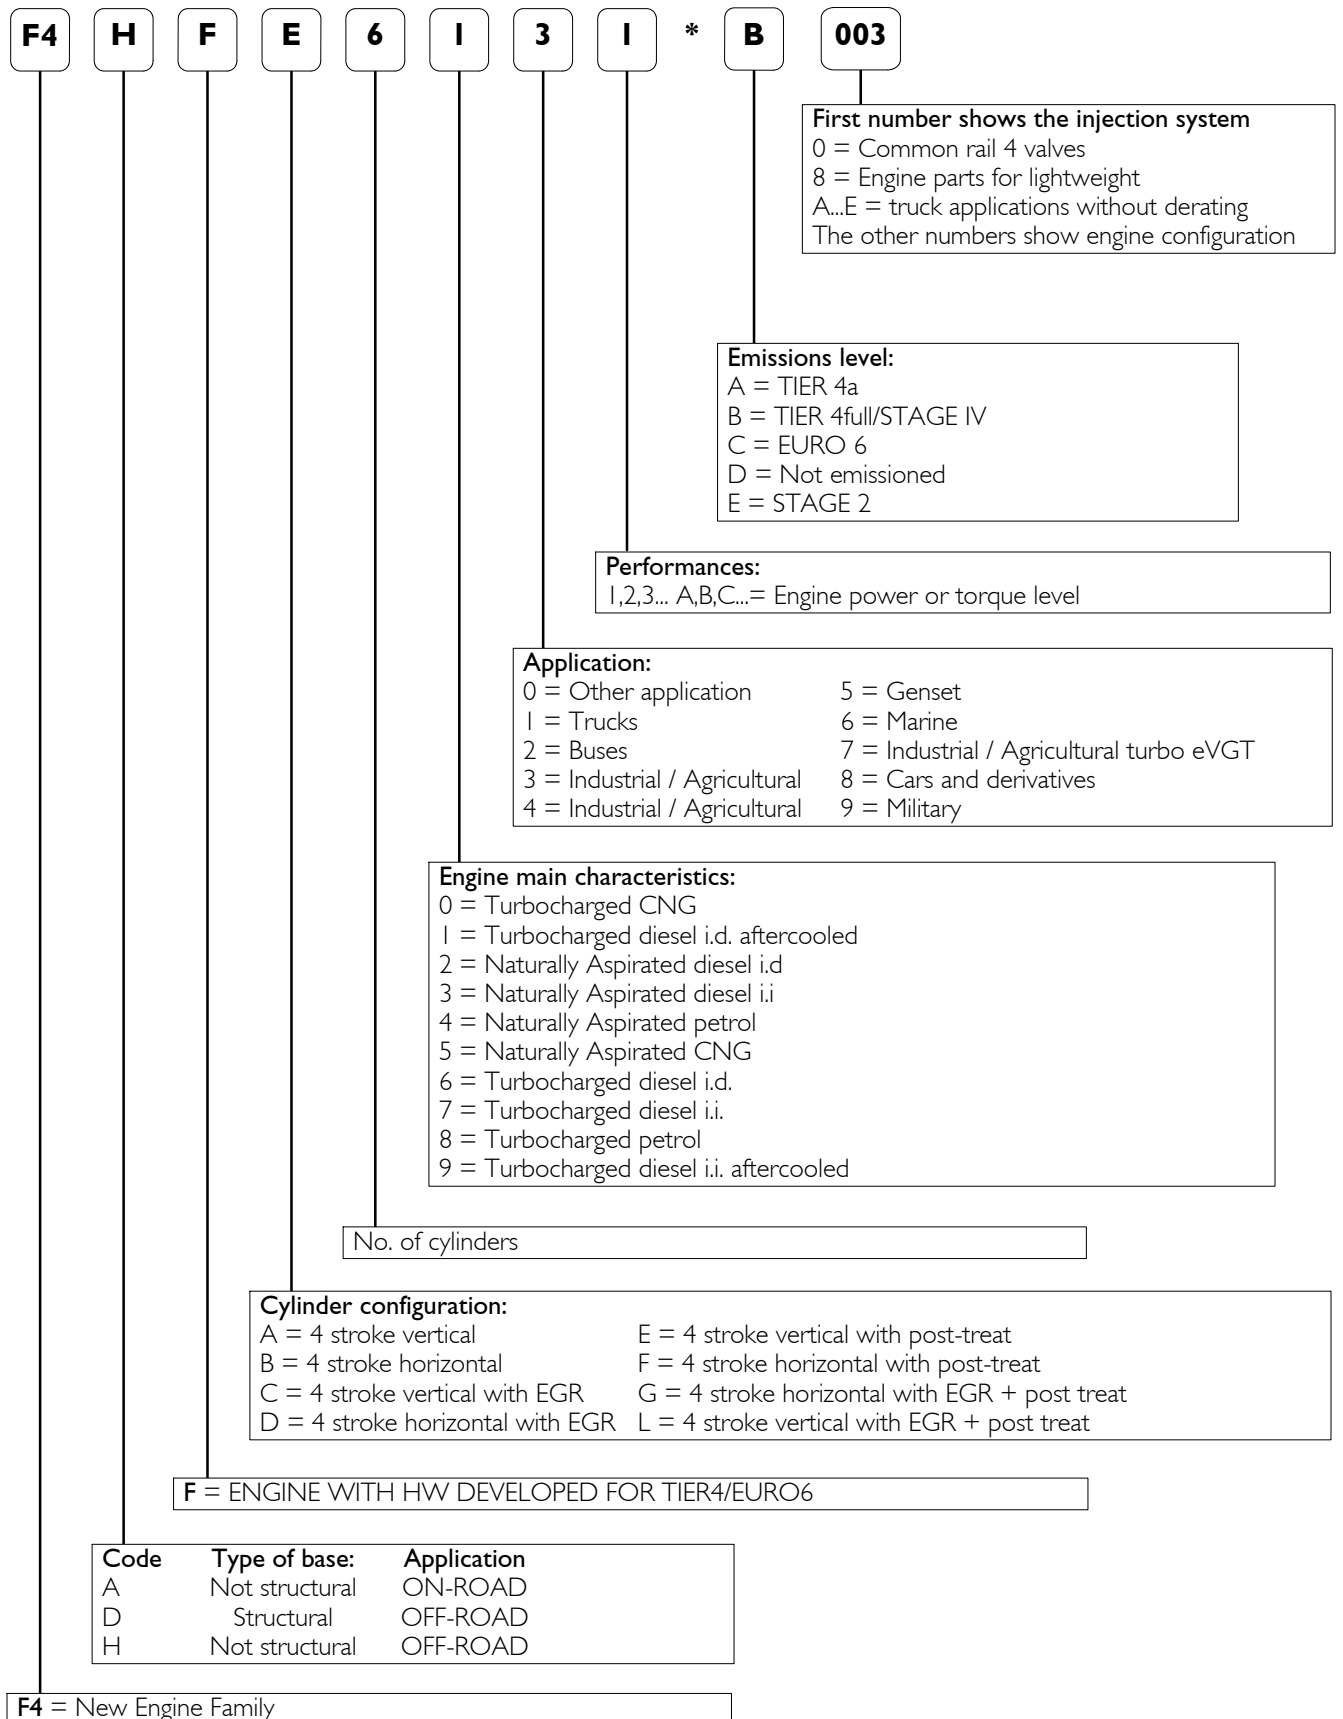 F4 H F E 6 1 3 1 * B 003
First number shows the injection system
0 = Common rail 4 valves
8 = Engine parts for lightweight
A...E = truck applications without derating
The other numbers show engine configuration
Emissions level:
A = TIER 4a
B = TIER 4full/STAGE IV
C = EURO 6
D = Not emissioned
E = STAGE 2
Performances:
1,2,3... A,B,C...= Engine power or torque level
Application:
0 = Other application 5 = Genset
1 = Trucks 6 = Marine
2 = Buses 7 = Industrial / Agricultural turbo eVGT
3 = Industrial / Agricultural 8 = Cars and derivatives
4 = Industrial / Agricultural 9 = Military
Engine main characteristics:
0 = Turbocharged CNG
1 = Turbocharged diesel i.d. aftercooled
2 = Naturally Aspirated diesel i.d
3 = Naturally Aspirated diesel i.i
4 = Naturally Aspirated petrol
5 = Naturally Aspirated CNG
6 = Turbocharged diesel i.d.
7 = Turbocharged diesel i.i.
8 = Turbocharged petrol
9 = Turbocharged diesel i.i. aftercooled
No. of cylinders
Cylinder configuration:
A = 4 stroke vertical E = 4 stroke vertical with post-treat
B = 4 stroke horizontal F = 4 stroke horizontal with post-treat
C = 4 stroke vertical with EGR G = 4 stroke horizontal with EGR + post treat
D = 4 stroke horizontal with EGR L = 4 stroke vertical with EGR + post treat
F = ENGINE WITH HW DEVELOPED FOR TIER4/EURO6
Code Type of base: Application
A Not structural ON-ROAD
D Structural OFF-ROAD
H Not structural OFF-ROAD
F4 = New Engine Family